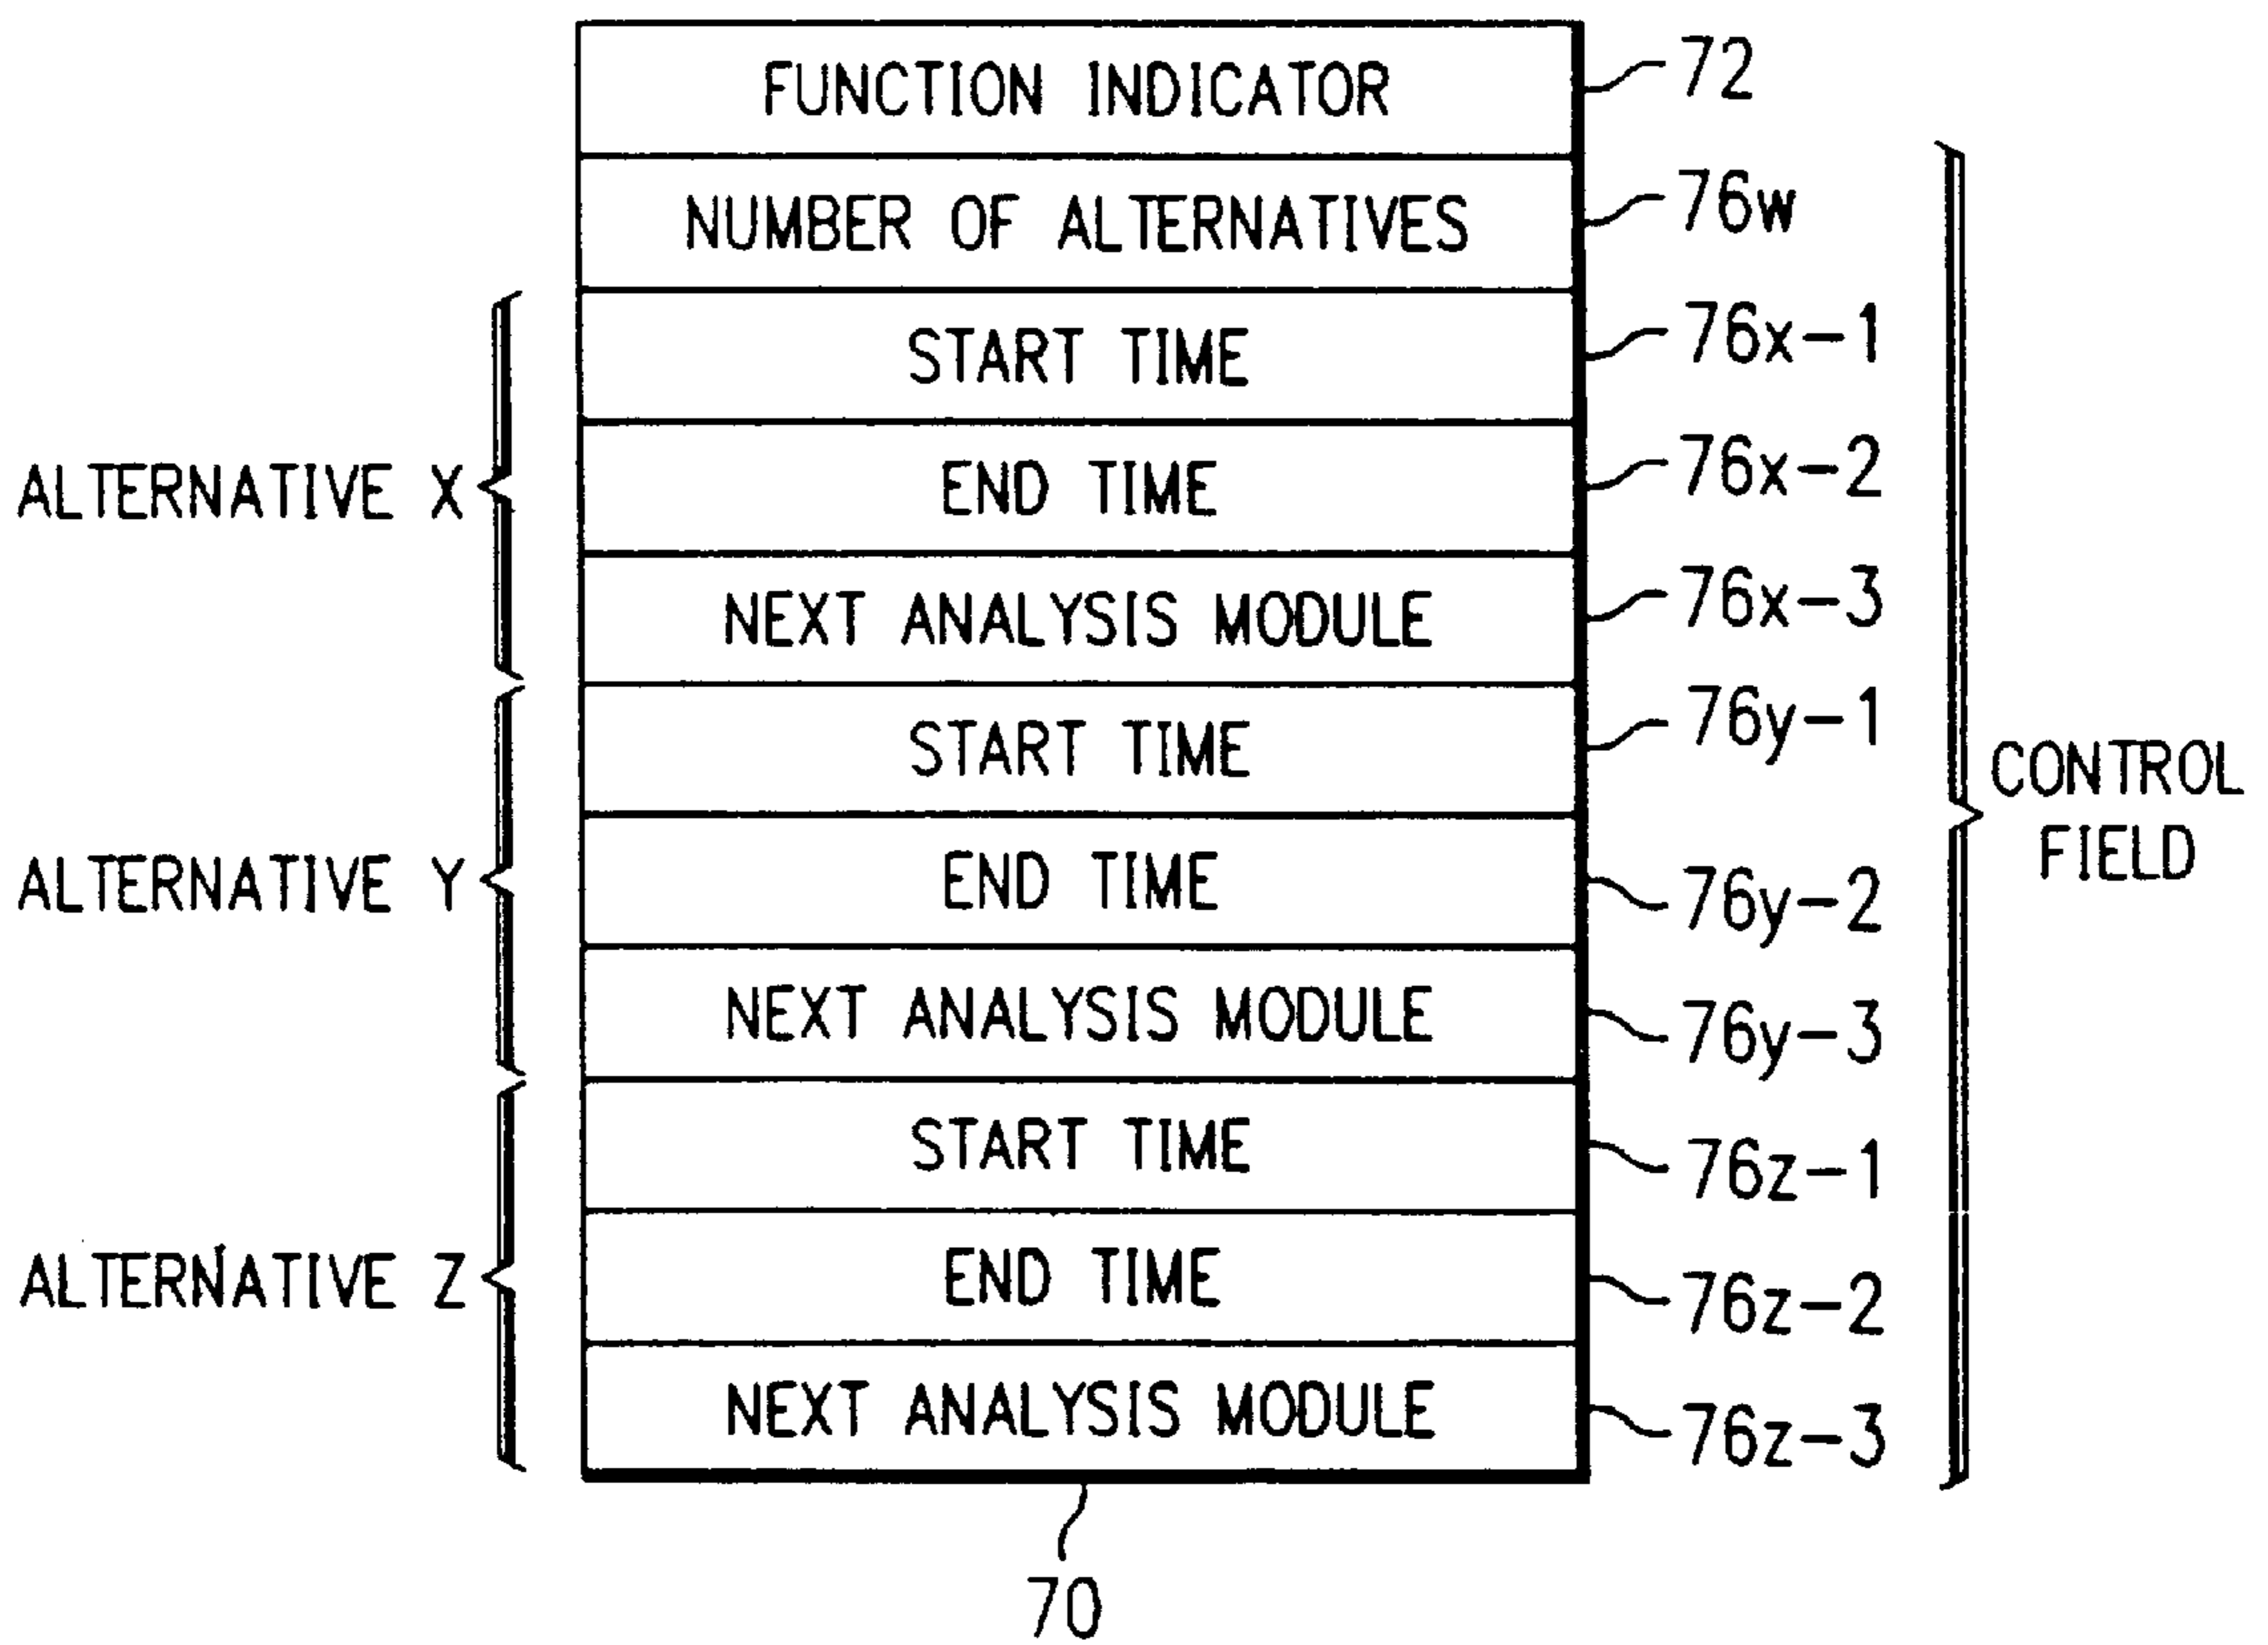 FUNCTION INDICATOR
72
NUMBER OF ALTERNATIVES
76w
START TIME
76x-1
ALTERNATIVE X
END TIME
76x-2
NEXT ANALYSIS MODULE
76x-3
START TIME
76y-1
ALTERNATIVE Y
END TIME
76y-2
CONTROL
FIELD
NEXT ANALYSIS MODULE
76y-3
START TIME
76z-1
ALTERNATIVE Z
END TIME
76z-2
NEXT ANALYSIS MODULE
76z-3
70